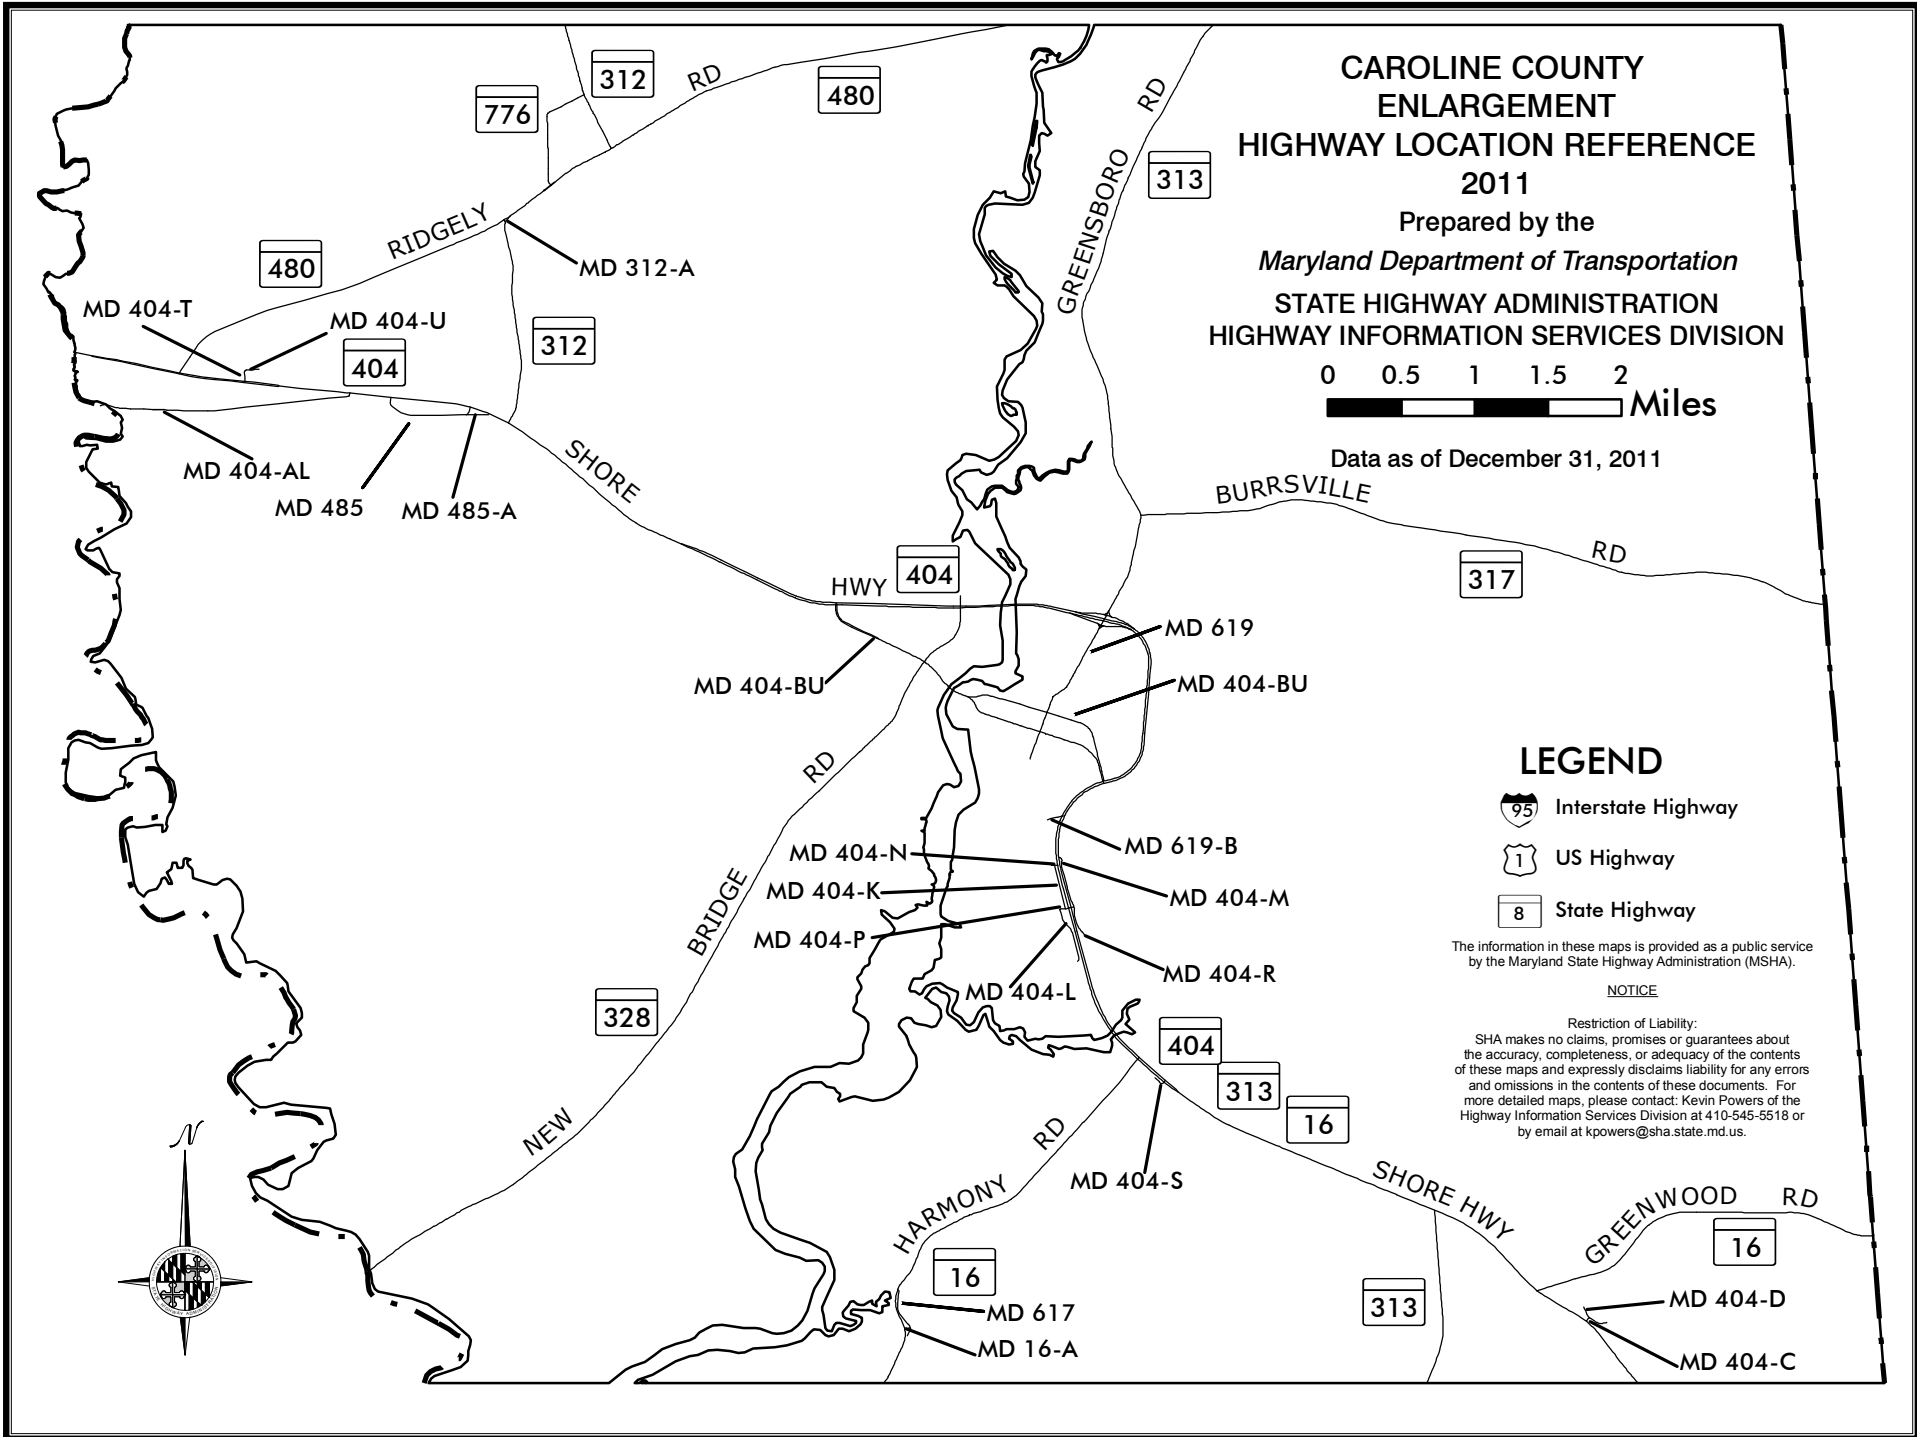 CAROLINE COUNTY
ENLARGEMENT
HIGHWAY LOCATION REFERENCE
2011
Prepared by the
Maryland Department of Transportation
STATE HIGHWAY ADMINISTRATION
HIGHWAY INFORMATION SERVICES DIVISION
0 0.5 1 1.5 2
Miles
Data as of December 31, 2011
312
776
RD
480
RD
313
GREENSBORO
RIDGELY
480
MD 312-A
MD 404-T
MD 404-U
404
312
MD 404-AL
MD 485
MD 485-A
SHORE
HWY
404
BURRSVILLE
RD
317
MD 619
MD 404-BU
MD 404-BU
RD
BRIDGE
NEW
328
MD 619-B
MD 404-N
MD 404-K
MD 404-M
MD 404-P
MD 404-R
MD 404-L
404
313
16
RD
HARMONY
MD 404-S
SHORE HWY
GREENWOOD
RD
16
16
313
MD 617
MD 16-A
MD 404-D
MD 404-C
N
LEGEND
95
Interstate Highway
1
US Highway
8
State Highway
The information in these maps is provided as a public service
by the Maryland State Highway Administration (MSHA).
NOTICE
Restriction of Liability:
SHA makes no claims, promises or guarantees about
the accuracy, completeness, or adequacy of the contents
of these maps and expressly disclaims liability for any errors
and omissions in the contents of these documents. For
more detailed maps, please contact: Kevin Powers of the
Highway Information Services Division at 410-545-5518 or
by email at kpowers@sha.state.md.us.